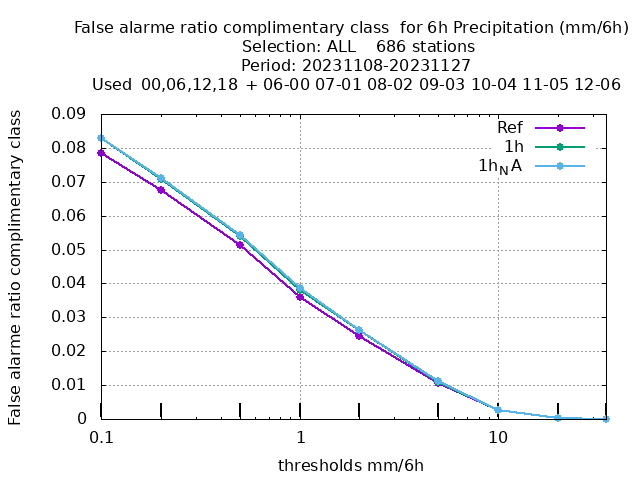 False alarme ratio complimentary class  for 6h Precipitation (mm/6h)
Selection: ALL    686 stations
Period: 20231108-20231127
Used  00,06,12,18  + 06-00 07-01 08-02 09-03 10-04 11-05 12-06
False alarme ratio complimentary class
0.09
0.08
0.07
0.06
0.05
0.04
0.03
0.02
0.01
0
Ref
1h
1hNA
0.1
1
10
thresholds mm/6h